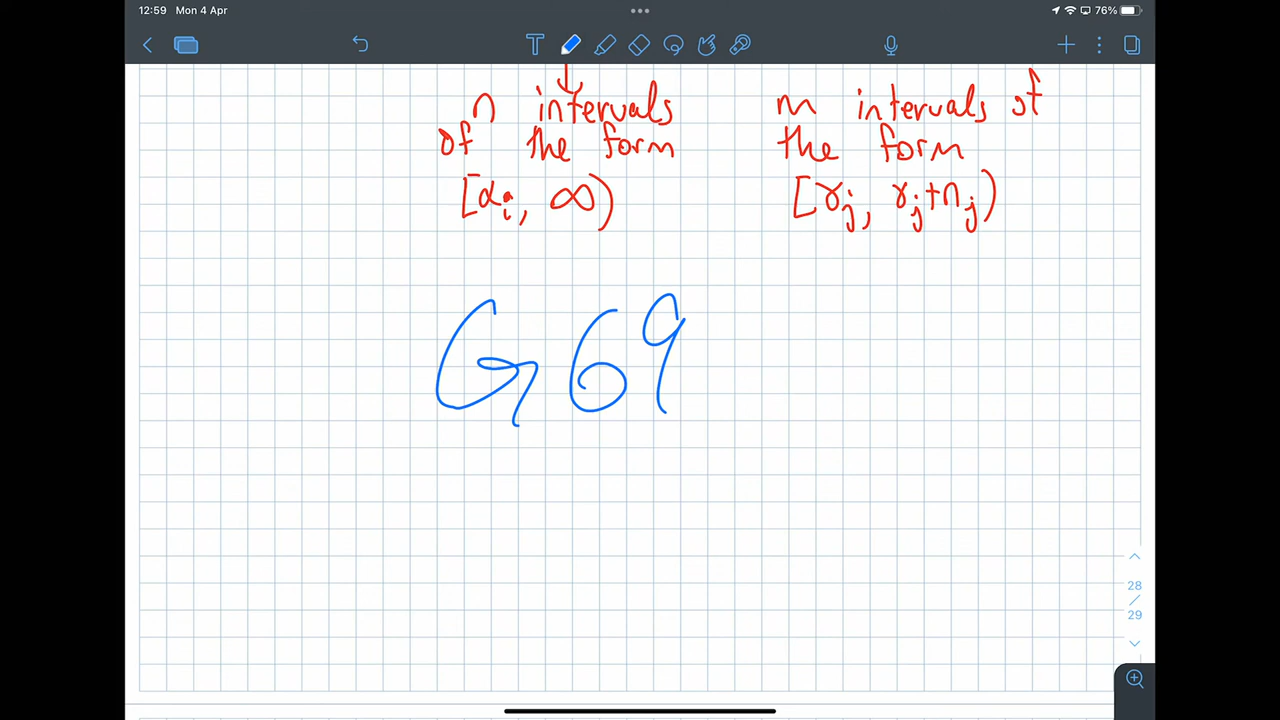 12:59 Mon 4 Apr
76%
n intervals
of the form
[αi, ∞)
m intervals of
the form
[γj, γj+nj)
G 69
28
/
29